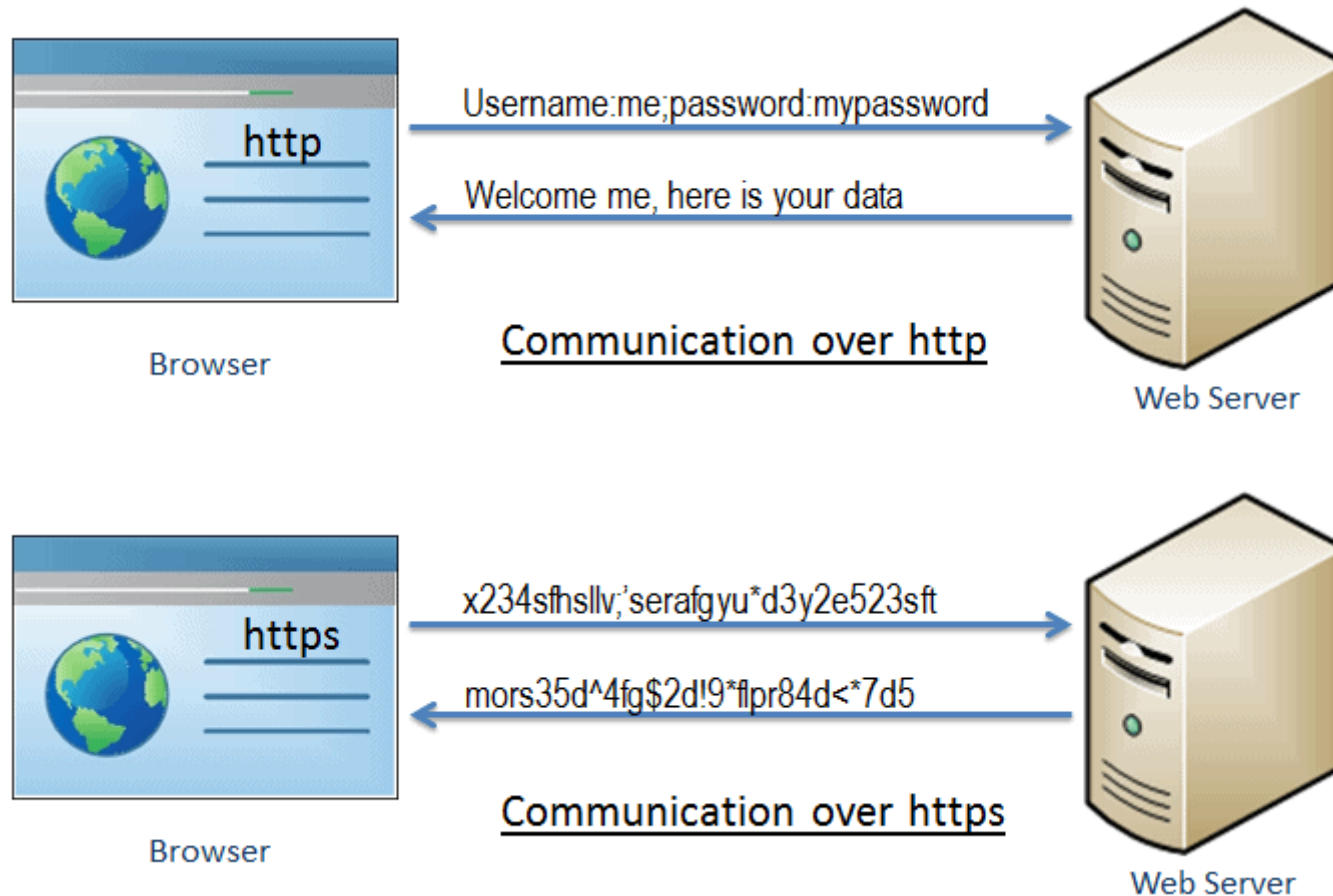 http
Username:me;password:mypassword
Welcome me, here is your data
Communication over http
Browser
Web Server
https
x234sfhsllv;'serafgyu*d3y2e523sft
mors35d^4fg$2d!9*flpr84d<*7d5
Communication over https
Browser
Web Server